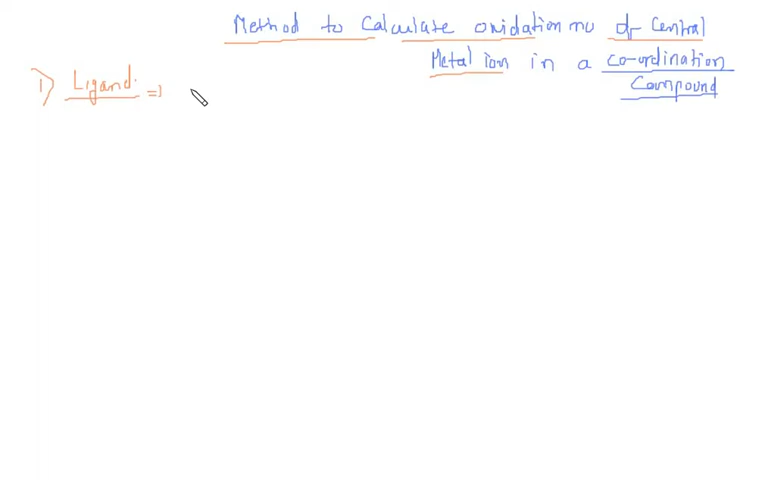 Method to Calculate oxidation no of Central
Metal ion in a co-ordination
Compound
1) Ligand. =>